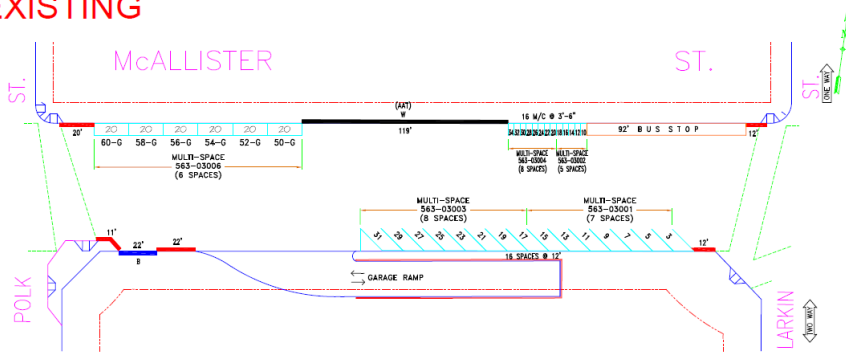 EXISTING
McALLISTER ST.
ST.
ST.
ONE WAY
(AAT)
W
119'
16 M/C @ 3'-6"
20'
20 20 20 20 20 20
60-G 58-G 56-G 54-G 52-G 50-G
92' BUS STOP
12'
MULTI-SPACE
563-03006
(6 SPACES)
MULTI-SPACE
563-03004
(8 SPACES)
MULTI-SPACE
563-03002
(5 SPACES)
MULTI-SPACE
563-03003
(8 SPACES)
MULTI-SPACE
563-03001
(7 SPACES)
31 29 27 25 23 21 19 17 15 13 11 9 7 5 3
11'
22'
B
22'
12'
16 SPACES @ 12'
GARAGE RAMP
POLK
LARKIN
TWO WAY